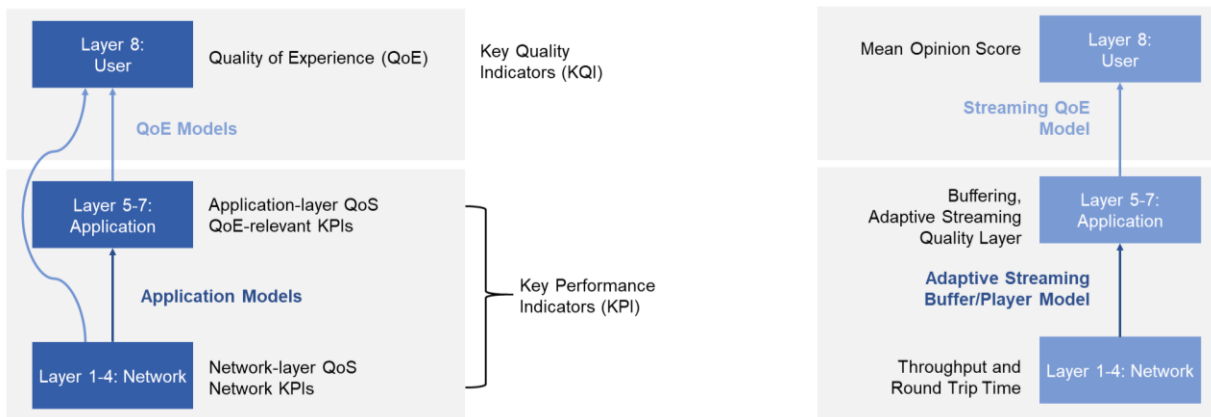 Layer 8:
User
Quality of Experience (QoE)
Key Quality
Indicators (KQI)
QoE Models
Layer 5-7:
Application
Application-layer QoS
QoE-relevant KPIs
Application Models
Key Performance
Indicators (KPI)
Layer 1-4: Network
Network-layer QoS
Network KPIs
Mean Opinion Score
Layer 8:
User
Streaming QoE
Model
Buffering,
Adaptive Streaming
Quality Layer
Layer 5-7:
Application
Adaptive Streaming
Buffer/Player Model
Throughput and
Round Trip Time
Layer 1-4: Network